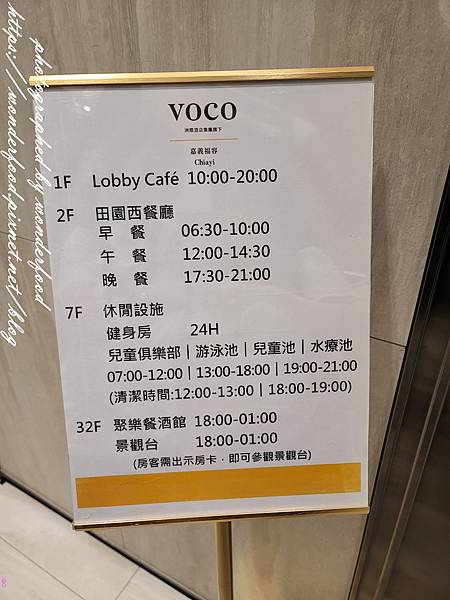 VOCO
洲際酒店集團旗下
嘉義福容
Chiayi
1F Lobby Café 10:00-20:00
2F 田園西餐廳
早 餐 06:30-10:00
午 餐 12:00-14:30
晚 餐 17:30-21:00
7F 休閒設施
健身房 24H
兒童俱樂部｜游泳池｜兒童池｜水療池
07:00-12:00｜13:00-18:00｜19:00-21:00
(清潔時間:12:00-13:00｜18:00-19:00)
32F 聚樂餐酒館 18:00-01:00
景觀台 18:00-01:00
(房客需出示房卡，即可參觀景觀台)
photographed by wonderfood
https://wonderfood.pixnet.net blog